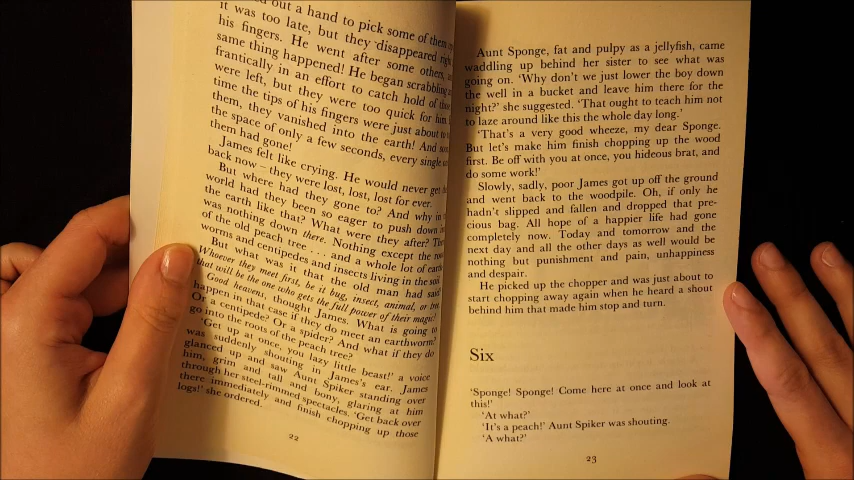 out a hand to pick some of them
it was too late, but they disappeared
his fingers. He went after some others,
same thing happened! He began scrabbling
frantically in an effort to catch hold of
were left, but they were too quick for him
time the tips of his fingers were just about to
them, they vanished into the earth! And
the space of only a few seconds, every single
them had gone!
James felt like crying. He would never get
back now – they were lost, lost, lost for ever.
But where had they gone to? And why in
world had they been so eager to push down
the earth like that? What were they after?
was nothing down there. Nothing except the
of the old peach tree . . . and a whole lot of earth
worms and centipedes and insects living in the soil.
But what was it that the old man had said?
Whoever they meet first, be it bug, insect, animal, or
that will be the one who gets the full power of their magic!
Good heavens, thought James. What is going to
happen in that case if they do meet an earthworm?
Or a centipede? Or a spider? And what if they do
go into the roots of the peach tree?
'Get up at once, you lazy little beast!' a voice
was suddenly shouting in James's ear. James
glanced up and saw Aunt Spiker standing over
him, grim and tall and bony, glaring at him
through her steel-rimmed spectacles. 'Get back over
there immediately and finish chopping up those
logs!' she ordered.
22
Aunt Sponge, fat and pulpy as a jellyfish, came
waddling up behind her sister to see what was
going on. 'Why don't we just lower the boy down
the well in a bucket and leave him there for the
night?' she suggested. 'That ought to teach him not
to laze around like this the whole day long.'
'That's a very good wheeze, my dear Sponge.
But let's make him finish chopping up the wood
first. Be off with you at once, you hideous brat, and
do some work!'
Slowly, sadly, poor James got up off the ground
and went back to the woodpile. Oh, if only he
hadn't slipped and fallen and dropped that pre-
cious bag. All hope of a happier life had gone
completely now. Today and tomorrow and the
next day and all the other days as well would be
nothing but punishment and pain, unhappiness
and despair.
He picked up the chopper and was just about to
start chopping away again when he heard a shout
behind him that made him stop and turn.
Six
'Sponge! Sponge! Come here at once and look at
this!'
'At what?'
'It's a peach!' Aunt Spiker was shouting.
'A what?'
23